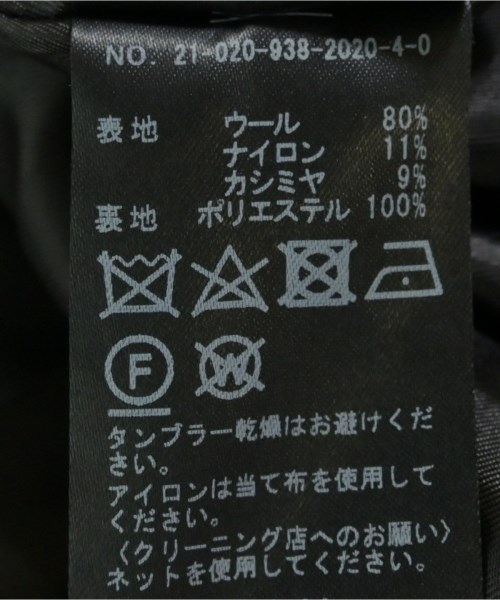 NO. 21-020-938-2020-4-0
表地 ウール 80%
ナイロン 11%
カシミヤ 9%
裏地 ポリエステル 100%
F W
タンブラー乾燥はお避けくだ
さい。
アイロンは当て布を使用して
ください。
〈クリーニング店へのお願い〉
ネットを使用してください。